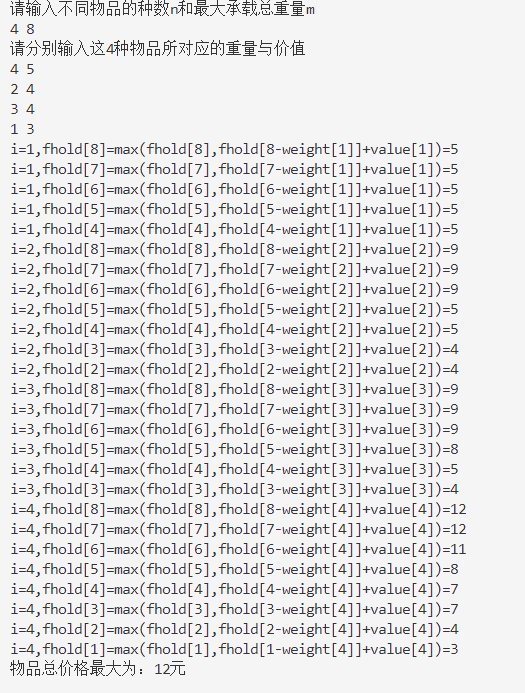 请输入不同物品的种数n和最大承载总重量m
4 8
请分别输入这4种物品所对应的重量与价值
4 5
2 4
3 4
1 3
i=1,fhold[8]=max(fhold[8],fhold[8-weight[1]]+value[1])=5
i=1,fhold[7]=max(fhold[7],fhold[7-weight[1]]+value[1])=5
i=1,fhold[6]=max(fhold[6],fhold[6-weight[1]]+value[1])=5
i=1,fhold[5]=max(fhold[5],fhold[5-weight[1]]+value[1])=5
i=1,fhold[4]=max(fhold[4],fhold[4-weight[1]]+value[1])=5
i=2,fhold[8]=max(fhold[8],fhold[8-weight[2]]+value[2])=9
i=2,fhold[7]=max(fhold[7],fhold[7-weight[2]]+value[2])=9
i=2,fhold[6]=max(fhold[6],fhold[6-weight[2]]+value[2])=9
i=2,fhold[5]=max(fhold[5],fhold[5-weight[2]]+value[2])=5
i=2,fhold[4]=max(fhold[4],fhold[4-weight[2]]+value[2])=5
i=2,fhold[3]=max(fhold[3],fhold[3-weight[2]]+value[2])=4
i=2,fhold[2]=max(fhold[2],fhold[2-weight[2]]+value[2])=4
i=3,fhold[8]=max(fhold[8],fhold[8-weight[3]]+value[3])=9
i=3,fhold[7]=max(fhold[7],fhold[7-weight[3]]+value[3])=9
i=3,fhold[6]=max(fhold[6],fhold[6-weight[3]]+value[3])=9
i=3,fhold[5]=max(fhold[5],fhold[5-weight[3]]+value[3])=8
i=3,fhold[4]=max(fhold[4],fhold[4-weight[3]]+value[3])=5
i=3,fhold[3]=max(fhold[3],fhold[3-weight[3]]+value[3])=4
i=4,fhold[8]=max(fhold[8],fhold[8-weight[4]]+value[4])=12
i=4,fhold[7]=max(fhold[7],fhold[7-weight[4]]+value[4])=12
i=4,fhold[6]=max(fhold[6],fhold[6-weight[4]]+value[4])=11
i=4,fhold[5]=max(fhold[5],fhold[5-weight[4]]+value[4])=8
i=4,fhold[4]=max(fhold[4],fhold[4-weight[4]]+value[4])=7
i=4,fhold[3]=max(fhold[3],fhold[3-weight[4]]+value[4])=7
i=4,fhold[2]=max(fhold[2],fhold[2-weight[4]]+value[4])=4
i=4,fhold[1]=max(fhold[1],fhold[1-weight[4]]+value[4])=3
物品总价格最大为：12元